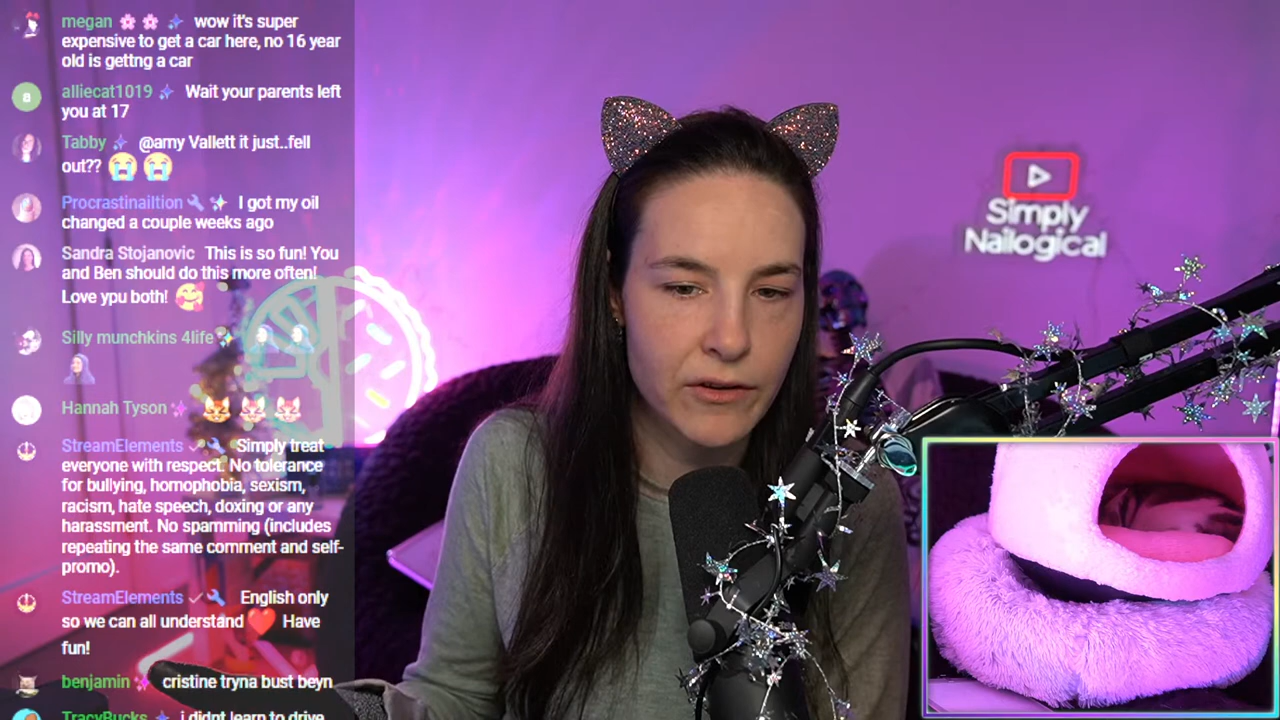 megan wow it's super
expensive to get a car here, no 16 year
old is gettng a car
alliecat1019 Wait your parents left
you at 17
Tabby @amy Vallett it just..fell
out??
Procrastinailtion I got my oil
changed a couple weeks ago
Sandra Stojanovic This is so fun! You
and Ben should do this more often!
Love ypu both!
Silly munchkins 4life
Hannah Tyson
StreamElements Simply treat
everyone with respect. No tolerance
for bullying, homophobia, sexism,
racism, hate speech, doxing or any
harassment. No spamming (includes
repeating the same comment and self-
promo).
StreamElements English only
so we can all understand Have
fun!
benjamin cristine tryna bust beyn
TracyBucks i didnt learn to drive
Simply
Nailogical